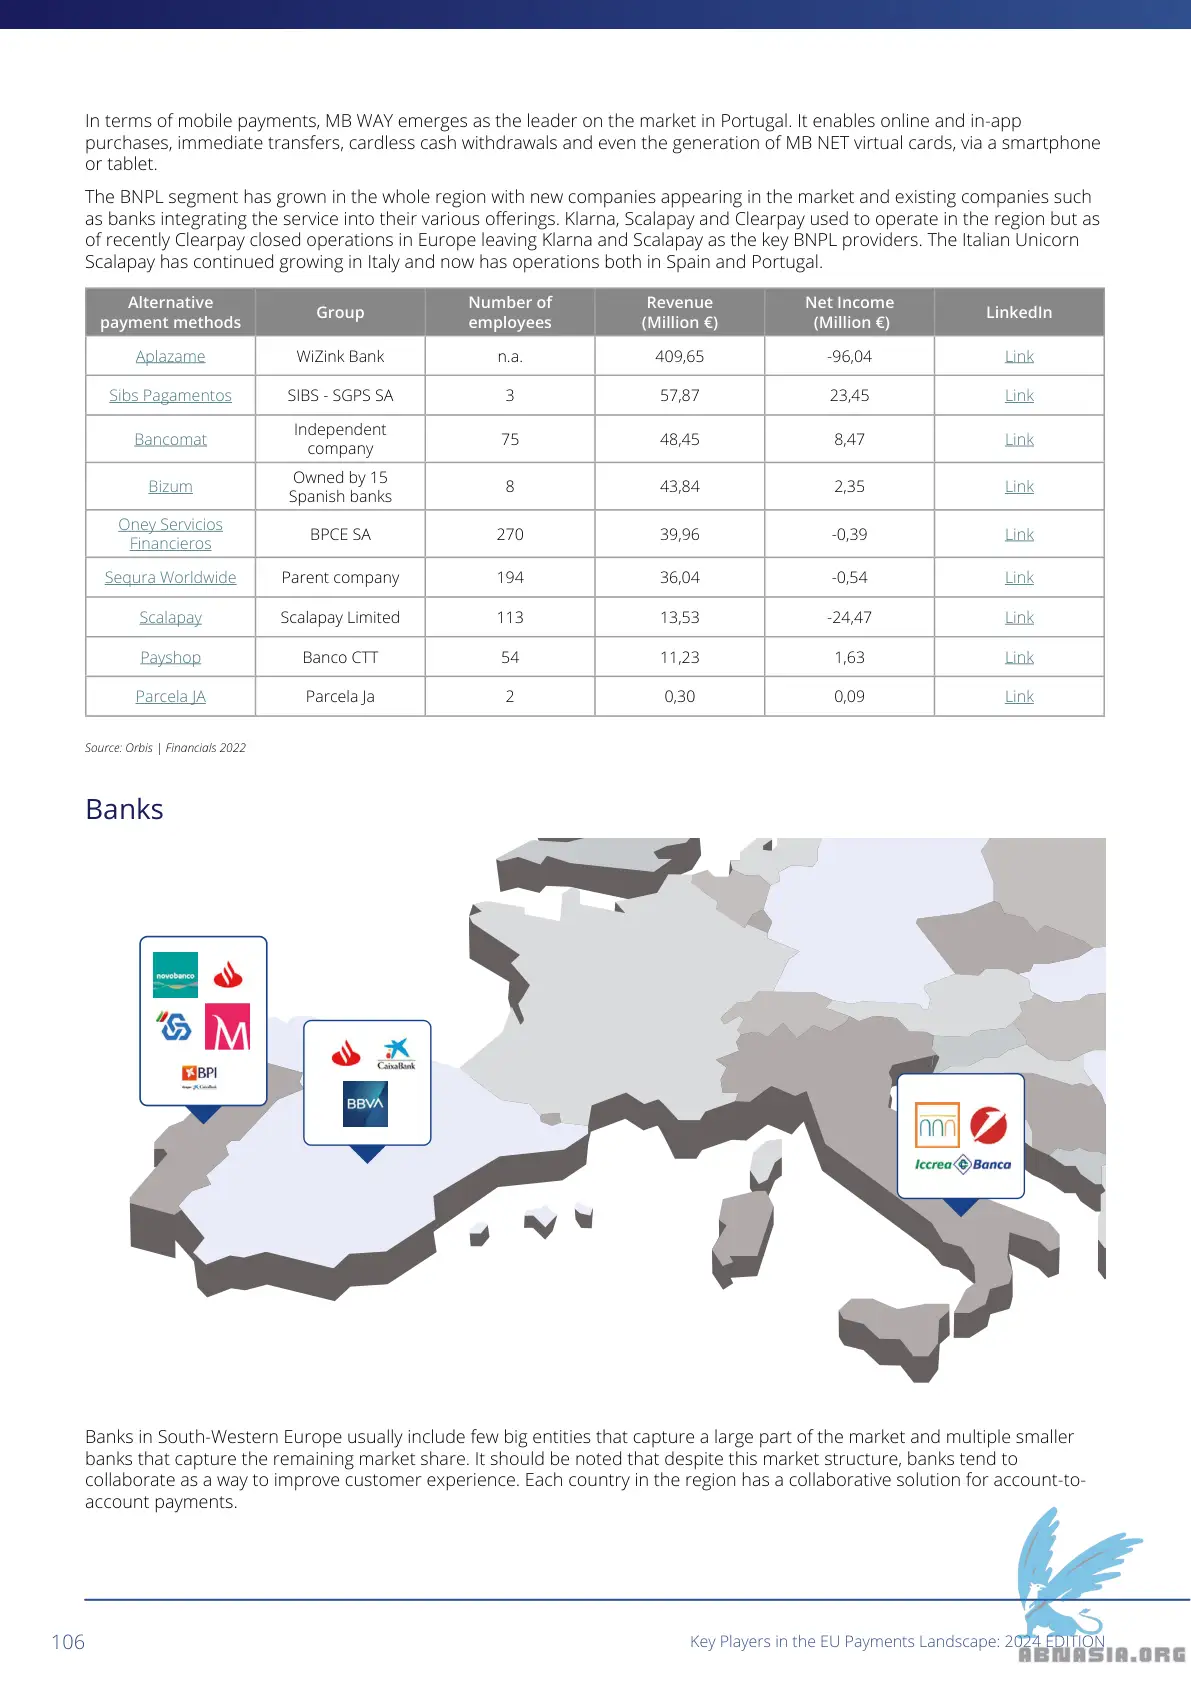 In terms of mobile payments, MB WAY emerges as the leader on the market in Portugal. It enables online and in-app
purchases, immediate transfers, cardless cash withdrawals and even the generation of MB NET virtual cards, via a smartphone
or tablet.
The BNPL segment has grown in the whole region with new companies appearing in the market and existing companies such
as banks integrating the service into their various offerings. Klarna, Scalapay and Clearpay used to operate in the region but as
of recently Clearpay closed operations in Europe leaving Klarna and Scalapay as the key BNPL providers. The Italian Unicorn
Scalapay has continued growing in Italy and now has operations both in Spain and Portugal.
Alternative payment methods Group Number of employees Revenue (Million €) Net Income (Million €) LinkedIn
Aplazame WiZink Bank n.a. 409,65 -96,04 Link
Sibs Pagamentos SIBS - SGPS SA 3 57,87 23,45 Link
Bancomat Independent company 75 48,45 8,47 Link
Bizum Owned by 15 Spanish banks 8 43,84 2,35 Link
Oney Servicios Financieros BPCE SA 270 39,96 -0,39 Link
Sequra Worldwide Parent company 194 36,04 -0,54 Link
Scalapay Scalapay Limited 113 13,53 -24,47 Link
Payshop Banco CTT 54 11,23 1,63 Link
Parcela JA Parcela Ja 2 0,30 0,09 Link
Source: Orbis | Financials 2022
Banks
novobanco
M
BPI
CaixaBank
BBVA
Iccrea Banca
Banks in South-Western Europe usually include few big entities that capture a large part of the market and multiple smaller
banks that capture the remaining market share. It should be noted that despite this market structure, banks tend to
collaborate as a way to improve customer experience. Each country in the region has a collaborative solution for account-to-
account payments.
106
Key Players in the EU Payments Landscape: 2024 EDITION
ABNASIA.ORG